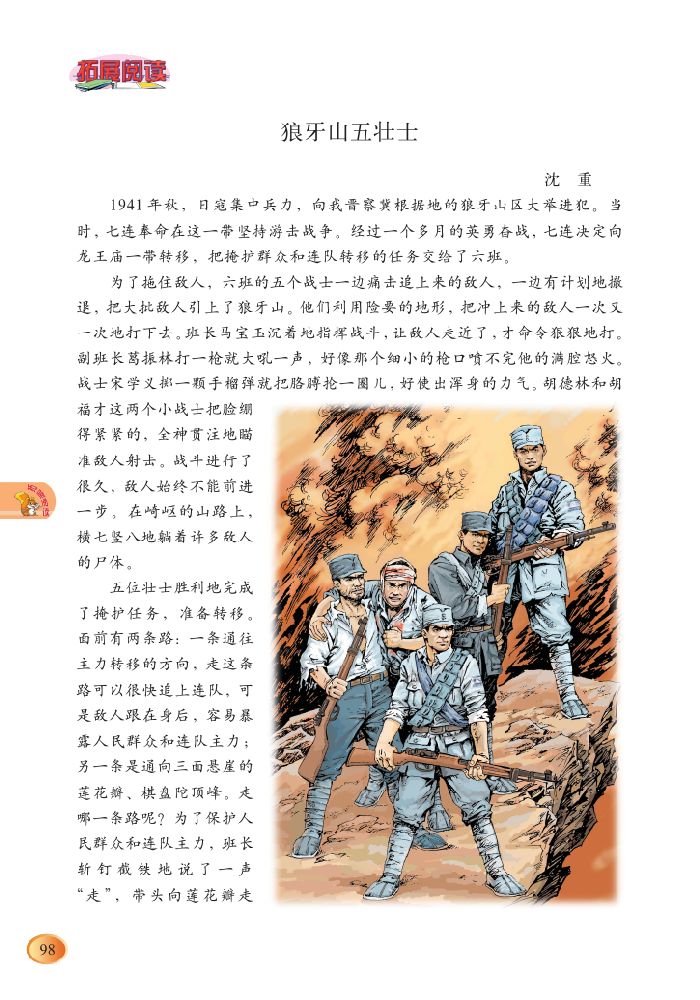 拓展阅读
狼牙山五壮士
沈 重
1941年秋，日寇集中兵力，向我晋察冀根据地的狼牙山区大举进犯。当
时，七连奉命在这一带坚持游击战争。经过一个多月的英勇奋战，七连决定向
龙王庙一带转移，把掩护群众和连队转移的任务交给了六班。
为了拖住敌人，六班的五个战士一边痛击追上来的敌人，一边有计划地撤
退，把大批敌人引上了狼牙山。他们利用险要的地形，把冲上来的敌人一次又
一次地打下去。班长马宝玉沉着地指挥战斗，让敌人走近了，才命令狠狠地打。
副班长葛振林打一枪就大吼一声，好像那个细小的枪口喷不完他的满腔怒火。
战士宋学义掷一颗手榴弹就把胳膊抡一圈儿，好使出浑身的力气。胡德林和胡
福才这两个小战士把脸绷
得紧紧的，全神贯注地瞄
准敌人射击。战斗进行了
很久，敌人始终不能前进
一步。在崎岖的山路上，
横七竖八地躺着许多敌人
的尸体。
五位壮士胜利地完成
了掩护任务，准备转移。
面前有两条路：一条通往
主力转移的方向，走这条
路可以很快追上连队，可
是敌人跟在身后，容易暴
露人民群众和连队主力；
另一条是通向三面悬崖的
莲花瓣、棋盘陀顶峰。走
哪一条路呢？为了保护人
民群众和连队主力，班长
斩钉截铁地说了一声
“走”，带头向莲花瓣走
98